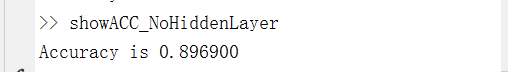 >> showACC_NoHiddenLayer
Accuracy is 0.896900